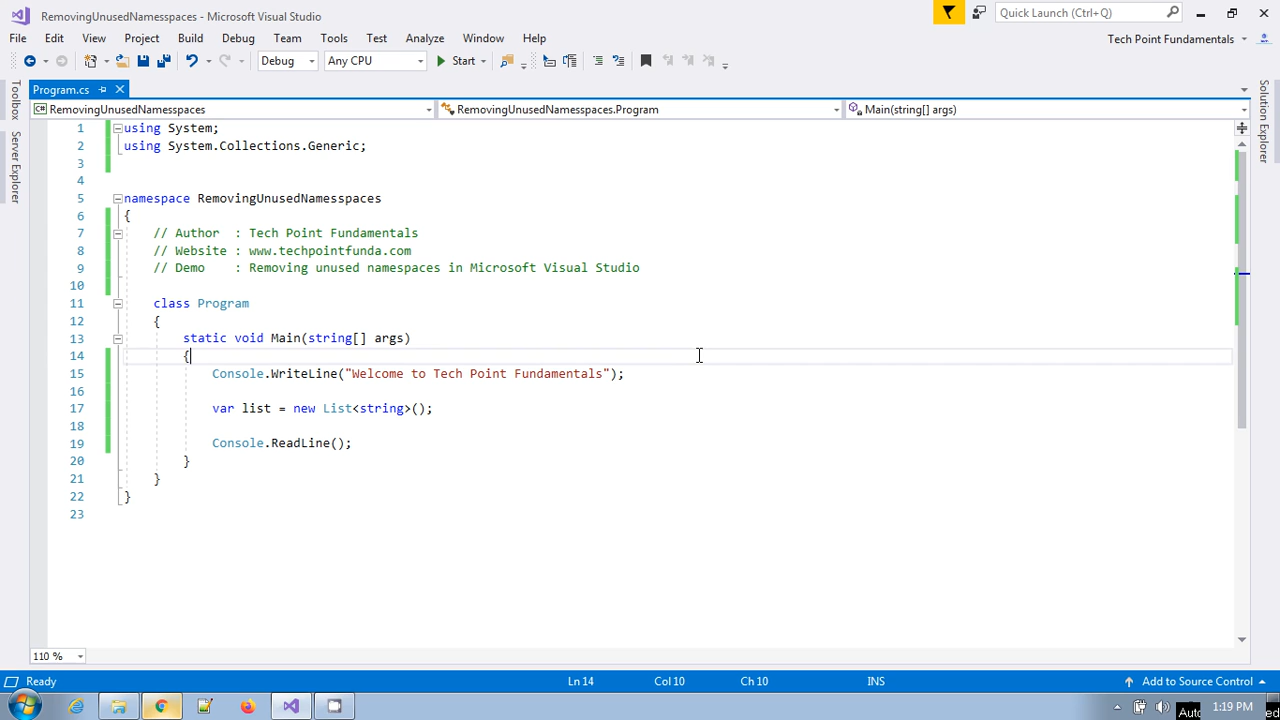 RemovingUnusedNamesspaces - Microsoft Visual Studio
Quick Launch (Ctrl+Q)
File Edit View Project Build Debug Team Tools Test Analyze Window Help
Tech Point Fundamentals
Debug Any CPU Start
Program.cs
Toolbox
Server Explorer
Solution Explorer
C# RemovingUnusedNamesspaces RemovingUnusedNamesspaces.Program Main(string[] args)
1 using System;
2 using System.Collections.Generic;
3
4
5 namespace RemovingUnusedNamesspaces
6 {
7 // Author : Tech Point Fundamentals
8 // Website : www.techpointfunda.com
9 // Demo : Removing unused namespaces in Microsoft Visual Studio
10
11 class Program
12 {
13 static void Main(string[] args)
14 {
15 Console.WriteLine("Welcome to Tech Point Fundamentals");
16
17 var list = new List<string>();
18
19 Console.ReadLine();
20 }
21 }
22 }
23
110 %
Ready Ln 14 Col 10 Ch 10 INS Add to Source Control
1:19 PM